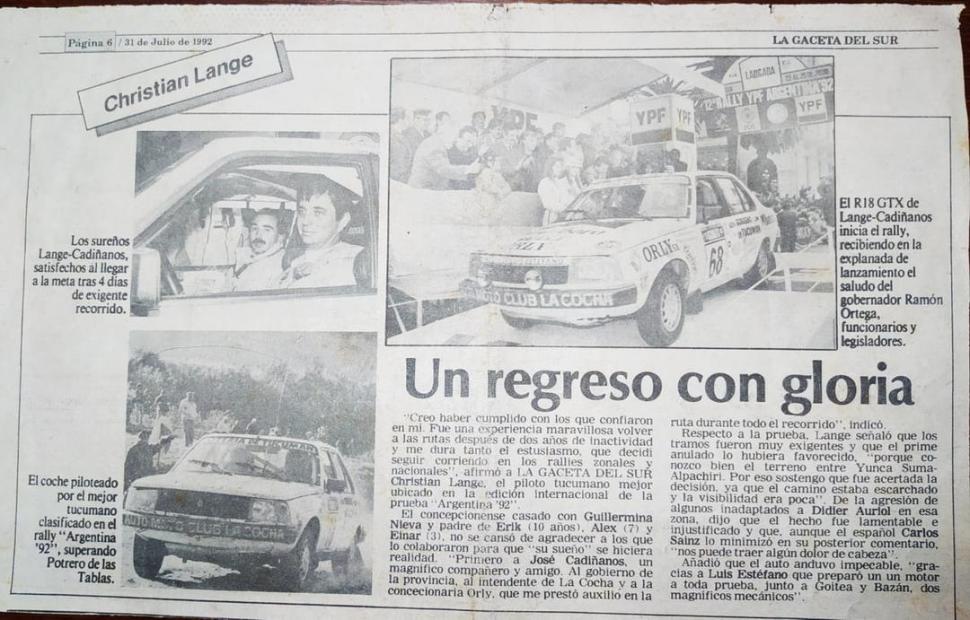 Página 6 / 31 de Julio de 1992
LA GACETA DEL SUR
Christian Lange
YPF
YPF
YPF
LARGADA
RALLY YPF ARGENTINA 92
YPF
ORLY
ORLY
68
AUTO MOTO CLUB LA COCHA
Los sureños
Lange-Cadiñanos,
satisfechos al llegar
a la meta tras 4 días
de exigente
recorrido.
El R18 GTX de
Lange-Cadiñanos
inicia el rally,
recibiendo en la
explanada de
lanzamiento el
saludo del
gobernador Ramón
Ortega,
funcionarios y
legisladores.
El coche piloteado
por el mejor
tucumano
clasificado en el
rally "Argentina
'92", superando
Potrero de las
Tablas.
AUTO MOTO CLUB LA COCHA
Un regreso con gloria
"Creo haber cumplido con los que confiaron
en mí. Fue una experiencia maravillosa volver
a las rutas después de dos años de inactividad
y me dura tanto el estusiasmo, que decidí
seguir corriendo en los rallies zonales y
nacionales", afirmó a LA GACETA DEL SUR
Christian Lange, el piloto tucumano mejor
ubicado en la edición internacional de la
prueba "Argentina '92".
El concepcionense casado con Guillermina
Nieva y padre de Erik (10 años), Alex (7) y
Einar (3), no se cansó de agradecer a los que
lo colaboraron para que "su sueño" se hiciera
realidad. "Primero a José Cadiñanos, un
magnífico compañero y amigo. Al gobierno de
la provincia, al intendente de La Cocha y a la
concecionaria Orly, que me prestó auxilio en la
ruta durante todo el recorrido", indicó.
Respecto a la prueba, Lange señaló que los
tramos fueron muy exigentes y que el prime
anulado lo hubiera favorecido, "porque co-
nozco bien el terreno entre Yunca Suma-
Alpachiri. Por eso sostengo que fue acertada la
decisión, ya que el camino estaba escarchado
y la visibilidad era poca". De la agresión de
algunos inadaptados a Didier Auriol en esa
zona, dijo que el hecho fue lamentable e
injustificado y que, aunque el español Carlos
Sainz lo minimizó en su posterior comentario,
"nos puede traer algún dolor de cabeza".
Añadió que el auto anduvo impecable, "gra-
cias a Luis Estéfano que preparó un un motor
a toda prueba, junto a Goitea y Bazán, dos
magníficos mecánicos".